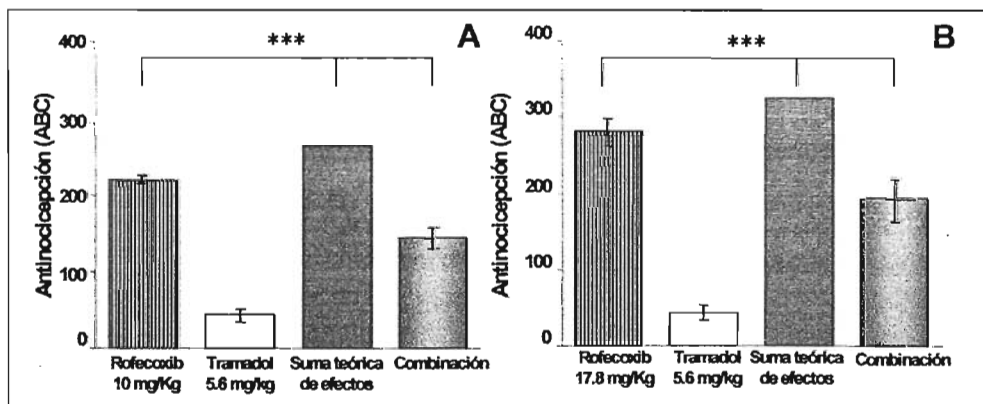 A
***
400
300
200
100
0
Antinocicepción (ABC)
Rofecoxib
10 mg/Kg
Tramadol
5.6 mg/kg
Suma teórica
de efectos
Combinación
B
***
400
300
200
100
0
Antinocicepción (ABC)
Rofecoxib
17.8 mg/Kg
Tramadol
5.6 mg/kg
Suma teórica
de efectos
Combinación